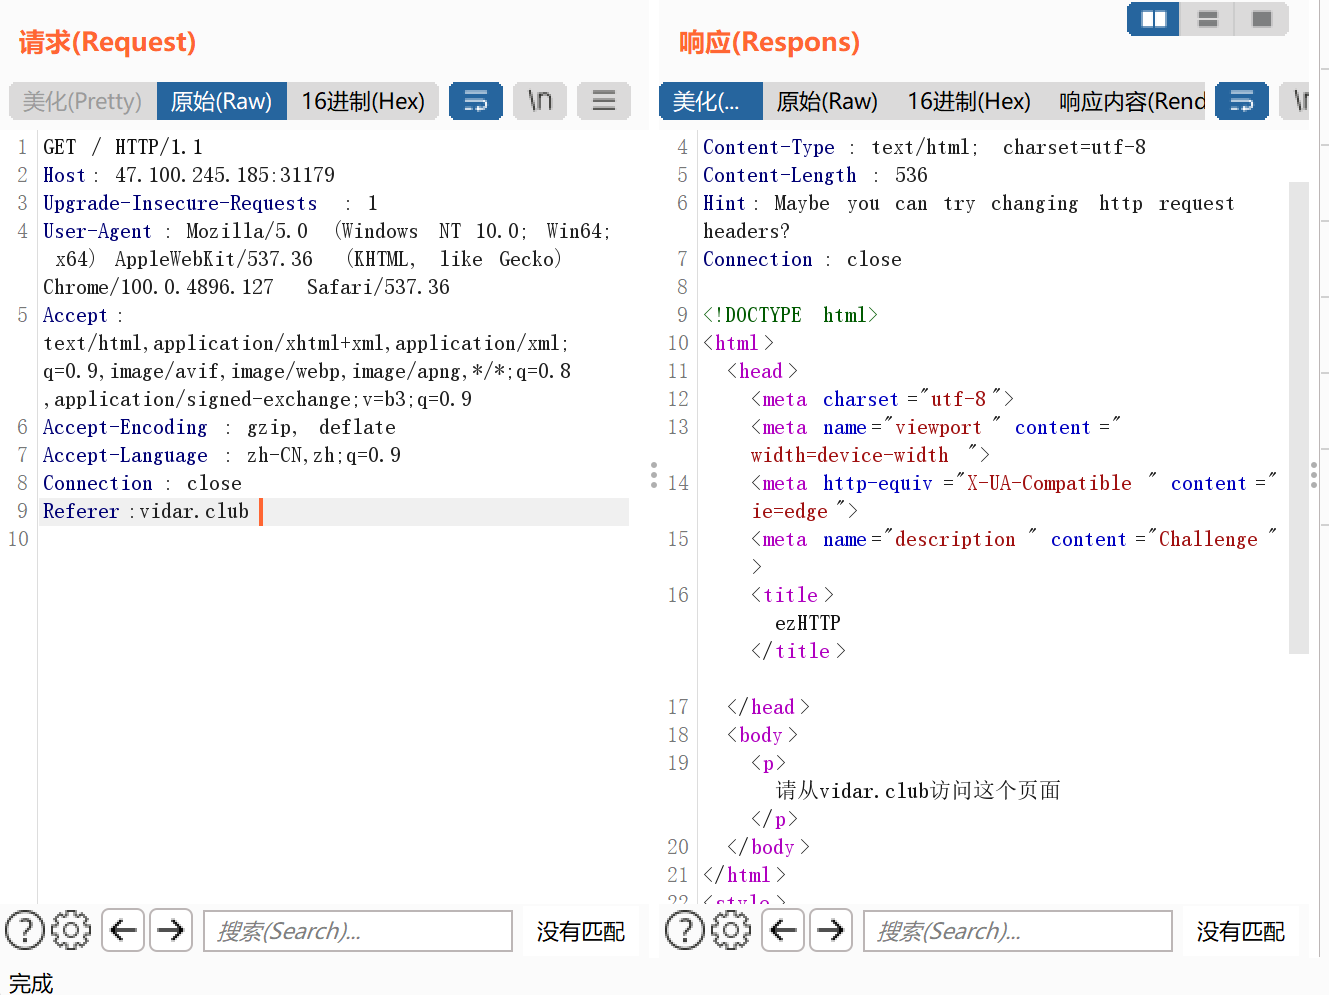 请求(Request)
美化(Pretty) 原始(Raw) 16进制(Hex) \n
1 GET / HTTP/1.1
2 Host: 47.100.245.185:31179
3 Upgrade-Insecure-Requests : 1
4 User-Agent : Mozilla/5.0 (Windows NT 10.0; Win64;
x64) AppleWebKit/537.36 (KHTML, like Gecko)
Chrome/100.0.4896.127 Safari/537.36
5 Accept :
text/html,application/xhtml+xml,application/xml;
q=0.9,image/avif,image/webp,image/apng,*/*;q=0.8
,application/signed-exchange;v=b3;q=0.9
6 Accept-Encoding : gzip, deflate
7 Accept-Language : zh-CN,zh;q=0.9
8 Connection : close
9 Referer :vidar.club
10
搜索(Search)... 没有匹配
完成
响应(Respons)
美化(... 原始(Raw) 16进制(Hex) 响应内容(Rend \n
4 Content-Type : text/html; charset=utf-8
5 Content-Length : 536
6 Hint: Maybe you can try changing http request
headers?
7 Connection : close
8
9 <!DOCTYPE html>
10 <html>
11 <head>
12 <meta charset="utf-8">
13 <meta name="viewport" content="
width=device-width ">
14 <meta http-equiv="X-UA-Compatible " content="
ie=edge">
15 <meta name="description " content="Challenge "
>
16 <title>
ezHTTP
</title>
17 </head>
18 <body>
19 <p>
请从vidar.club访问这个页面
</p>
20 </body>
21 </html>
22 <style>
搜索(Search)... 没有匹配